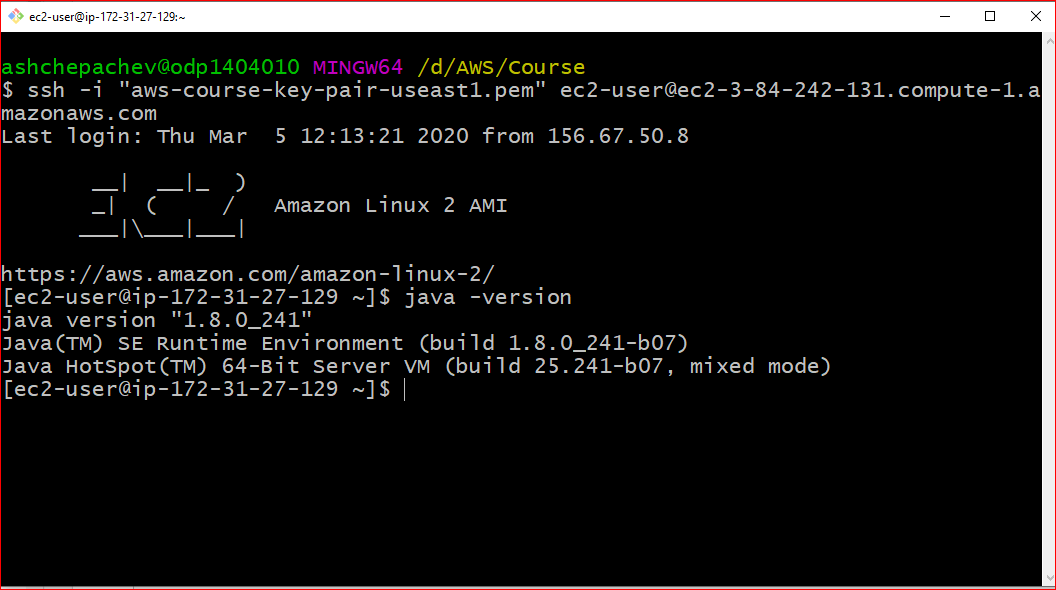 ec2-user@ip-172-31-27-129:~
ashchepachev@odp1404010 MINGW64 /d/AWS/Course
$ ssh -i "aws-course-key-pair-useast1.pem" ec2-user@ec2-3-84-242-131.compute-1.a
mazonaws.com
Last login: Thu Mar  5 12:13:21 2020 from 156.67.50.8
       __|  __|_  )
       _|  (     /   Amazon Linux 2 AMI
      ___|\___|___|
https://aws.amazon.com/amazon-linux-2/
[ec2-user@ip-172-31-27-129 ~]$ java -version
java version "1.8.0_241"
Java(TM) SE Runtime Environment (build 1.8.0_241-b07)
Java HotSpot(TM) 64-Bit Server VM (build 25.241-b07, mixed mode)
[ec2-user@ip-172-31-27-129 ~]$